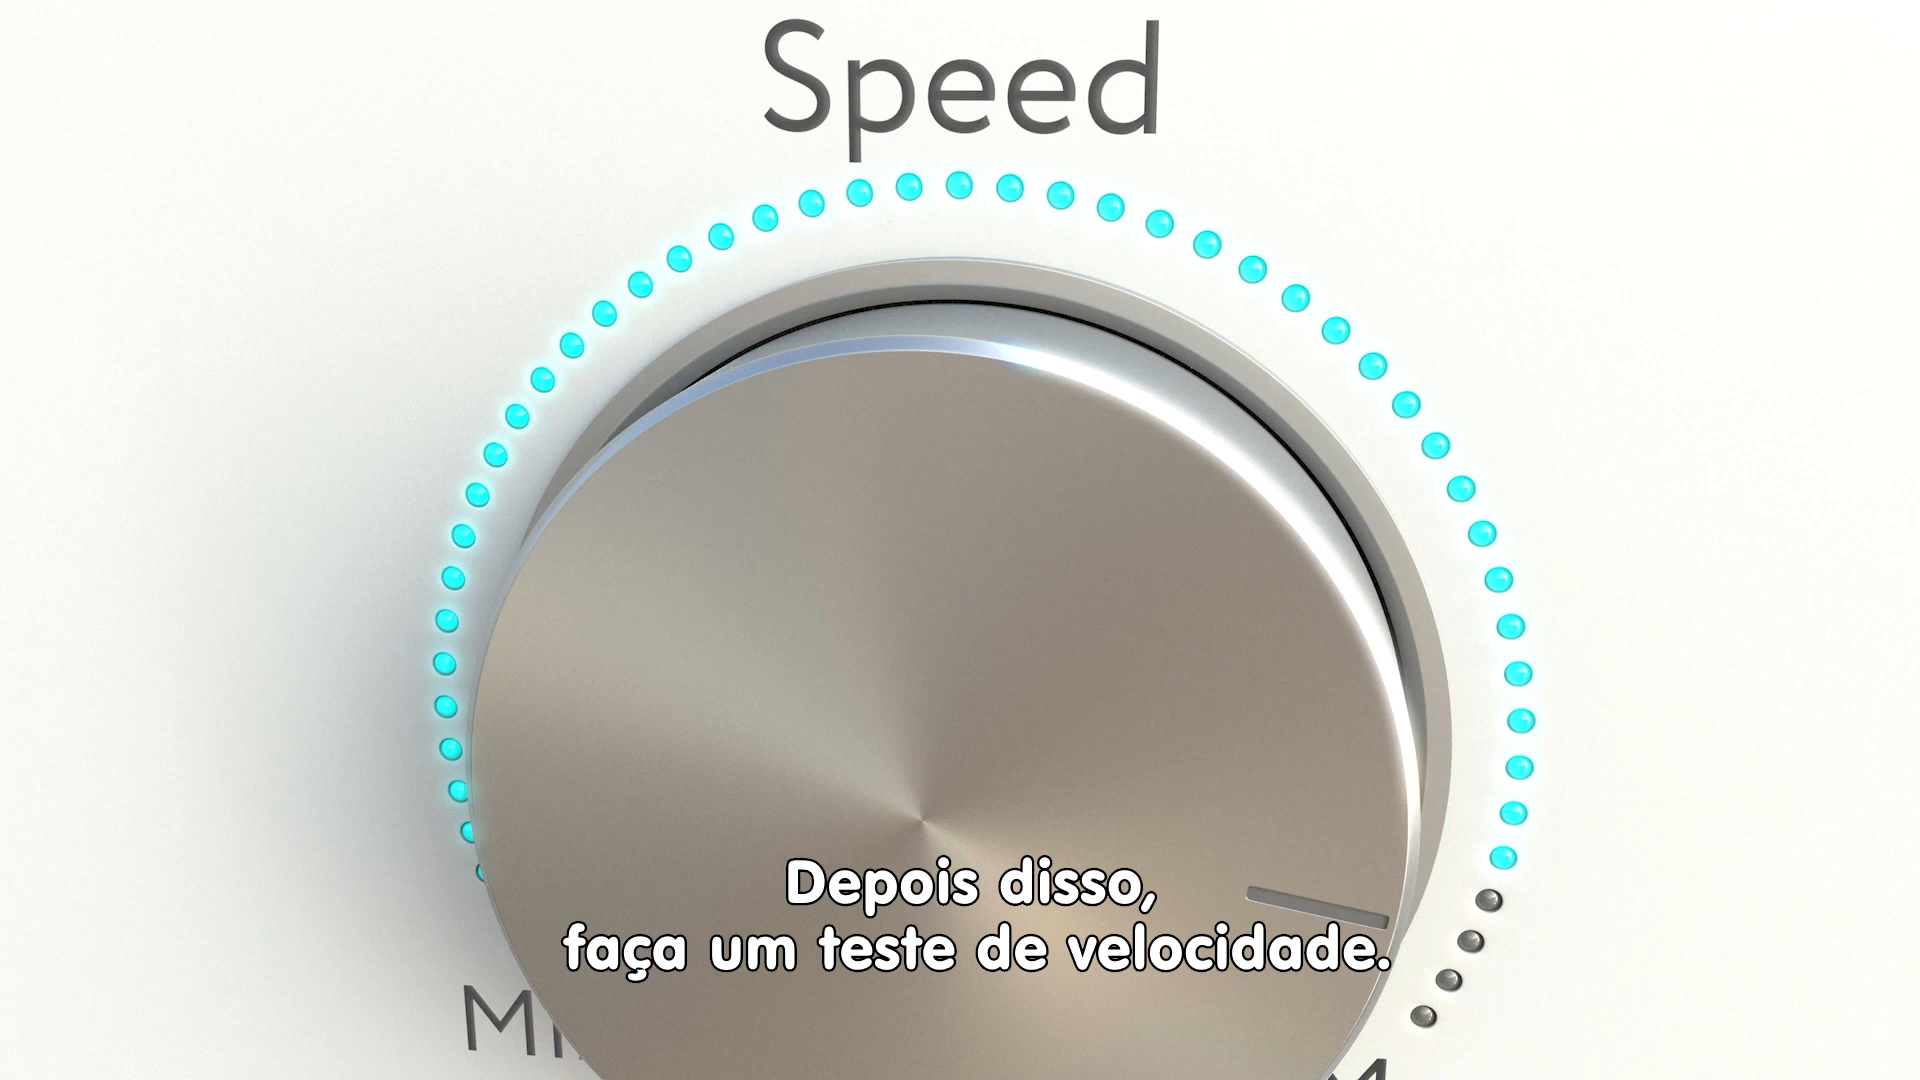 Speed
Depois disso,
faça um teste de velocidade.